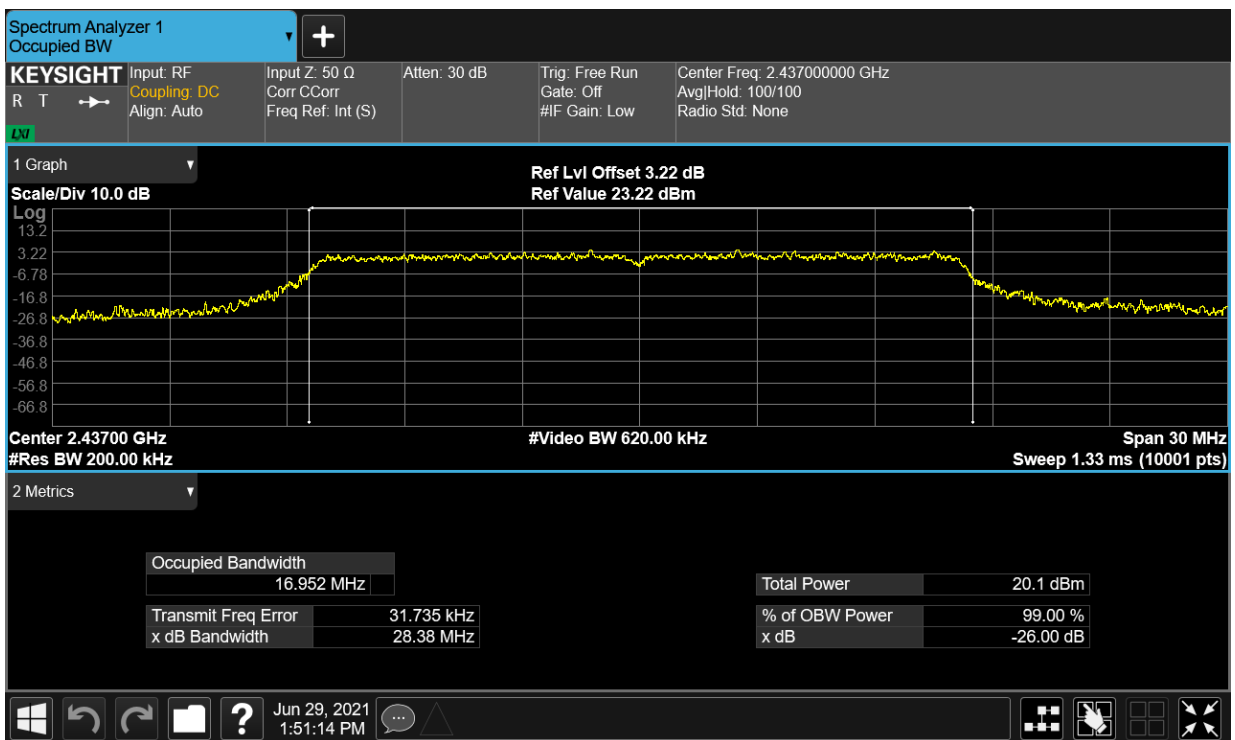 Spectrum Analyzer 1
Occupied BW
+
KEYSIGHT
R T
LXI
Input: RF
Coupling: DC
Align: Auto
Input Z: 50 Ω
Corr CCorr
Freq Ref: Int (S)
Atten: 30 dB
Trig: Free Run
Gate: Off
#IF Gain: Low
Center Freq: 2.437000000 GHz
Avg|Hold: 100/100
Radio Std: None
1 Graph
Scale/Div 10.0 dB
Ref Lvl Offset 3.22 dB
Ref Value 23.22 dBm
Log
13.2
3.22
-6.78
-16.8
-26.8
-36.8
-46.8
-56.8
-66.8
Center 2.43700 GHz
#Res BW 200.00 kHz
#Video BW 620.00 kHz
Span 30 MHz
Sweep 1.33 ms (10001 pts)
2 Metrics
Occupied Bandwidth
16.952 MHz
Transmit Freq Error 31.735 kHz
x dB Bandwidth 28.38 MHz
Total Power 20.1 dBm
% of OBW Power 99.00 %
x dB -26.00 dB
?
Jun 29, 2021
1:51:14 PM